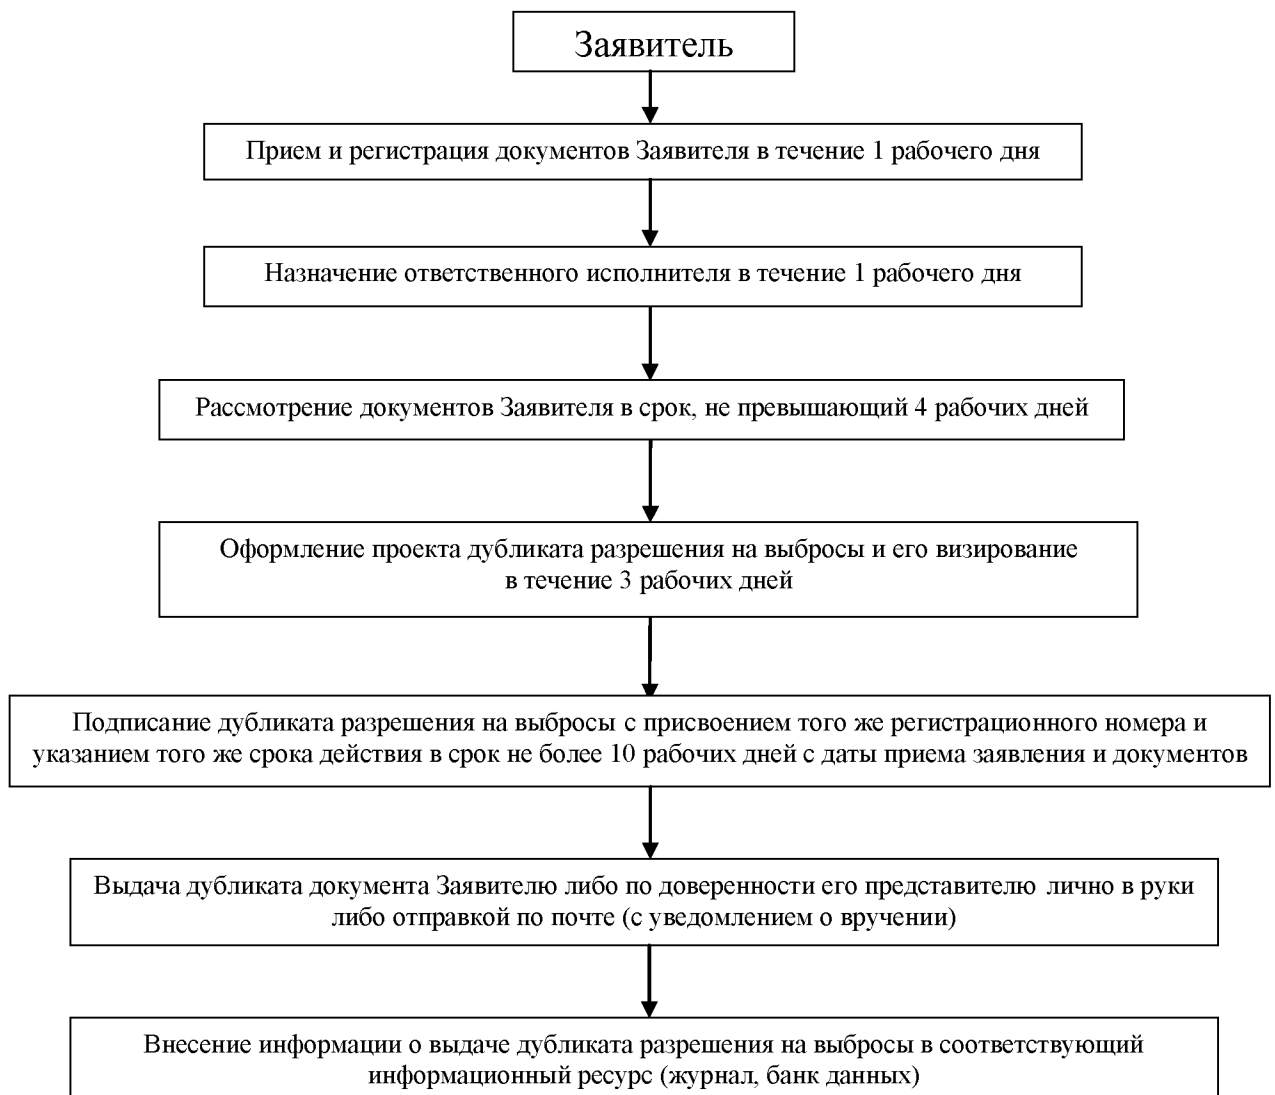 Заявитель
Прием и регистрация документов Заявителя в течение 1 рабочего дня
Назначение ответственного исполнителя в течение 1 рабочего дня
Рассмотрение документов Заявителя в срок, не превышающий 4 рабочих дней
Оформление проекта дубликата разрешения на выбросы и его визирование
в течение 3 рабочих дней
Подписание дубликата разрешения на выбросы с присвоением того же регистрационного номера и
указанием того же срока действия в срок не более 10 рабочих дней с даты приема заявления и документов
Выдача дубликата документа Заявителю либо по доверенности его представителю лично в руки
либо отправкой по почте (с уведомлением о вручении)
Внесение информации о выдаче дубликата разрешения на выбросы в соответствующий
информационный ресурс (журнал, банк данных)